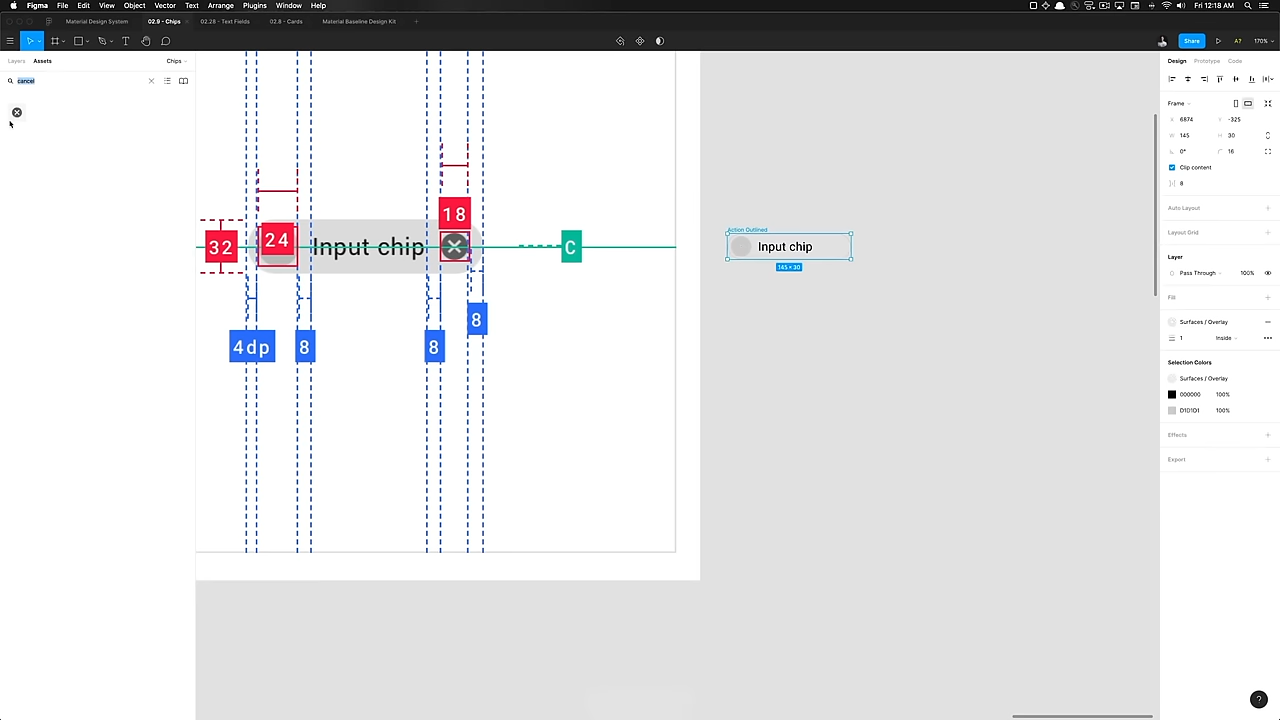 Figma File Edit View Object Vector Text Arrange Plugins Window Help
Fri 12:18 AM
Material Design System
02.9 - Chips
02.28 - Text Fields
02.8 - Cards
Material Baseline Design Kit
Share
A?
170%
Layers
Assets
Chips
cancel
Design
Prototype
Code
Frame
X 6874
Y -325
W 145
H 30
0°
16
Clip content
8
Auto Layout
Layout Grid
Layer
Pass Through
100%
Fill
Surfaces / Overlay
1
Inside
Selection Colors
Surfaces / Overlay
000000 100%
D1D1D1 100%
Effects
Export
18
32
24
Input chip
C
4dp
8
8
8
Action Outlined
Input chip
145 × 30
?